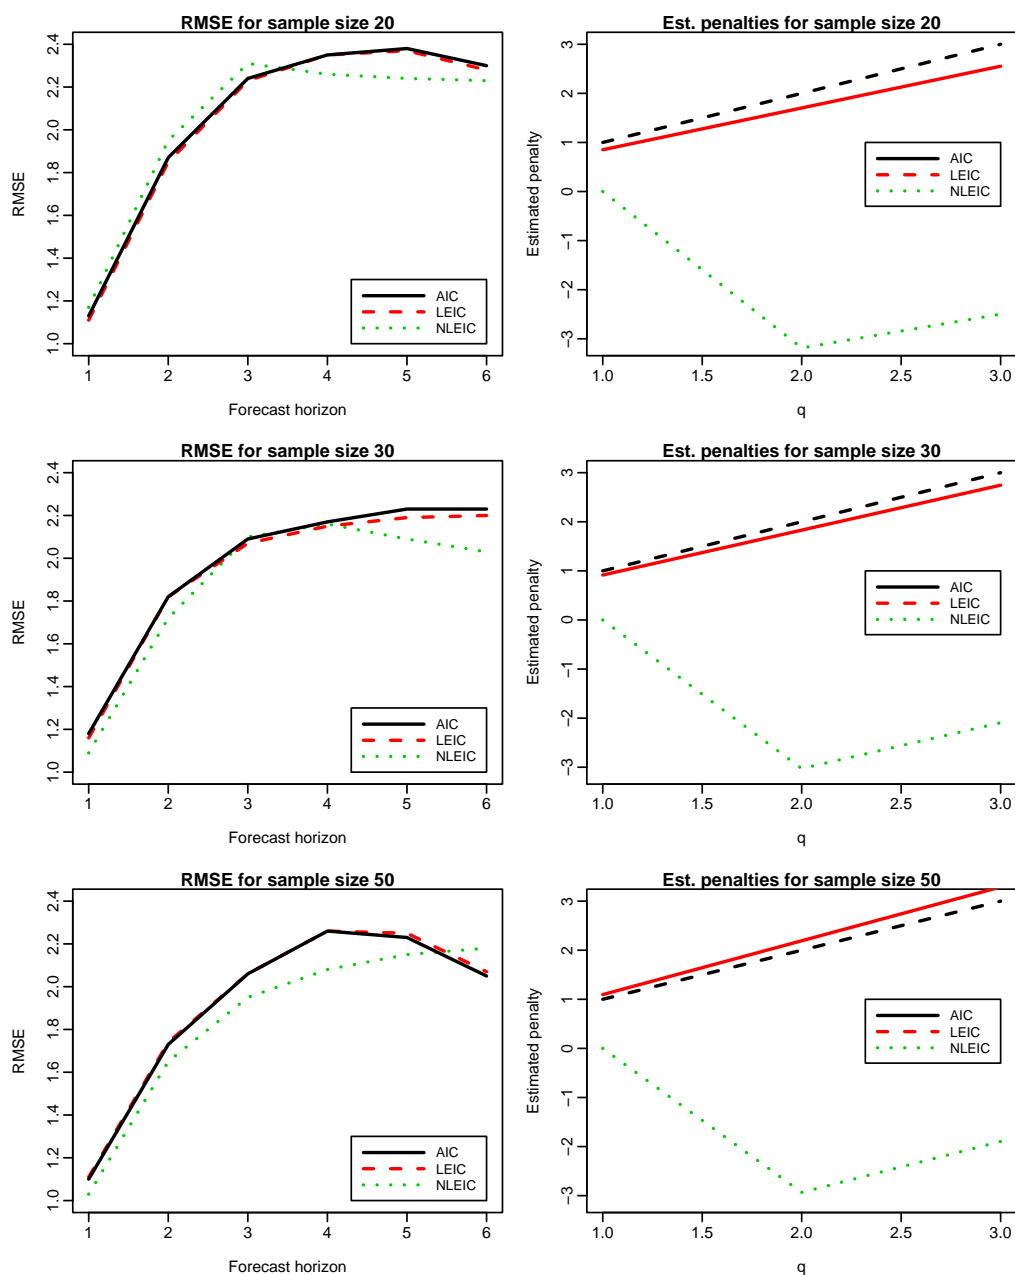 RMSE for sample size 20
RMSE
1.0 1.2 1.4 1.6 1.8 2.0 2.2 2.4
AIC
LEIC
NLEIC
1 2 3 4 5 6
Forecast horizon
Est. penalties for sample size 20
Estimated penalty
−3 −2 −1 0 1 2 3
AIC
LEIC
NLEIC
1.0 1.5 2.0 2.5 3.0
q
RMSE for sample size 30
RMSE
1.0 1.2 1.4 1.6 1.8 2.0 2.2 2.4
AIC
LEIC
NLEIC
1 2 3 4 5 6
Forecast horizon
Est. penalties for sample size 30
Estimated penalty
−3 −2 −1 0 1 2 3
AIC
LEIC
NLEIC
1.0 1.5 2.0 2.5 3.0
q
RMSE for sample size 50
RMSE
1.0 1.2 1.4 1.6 1.8 2.0 2.2 2.4
AIC
LEIC
NLEIC
1 2 3 4 5 6
Forecast horizon
Est. penalties for sample size 50
Estimated penalty
−3 −2 −1 0 1 2 3
AIC
LEIC
NLEIC
1.0 1.5 2.0 2.5 3.0
q